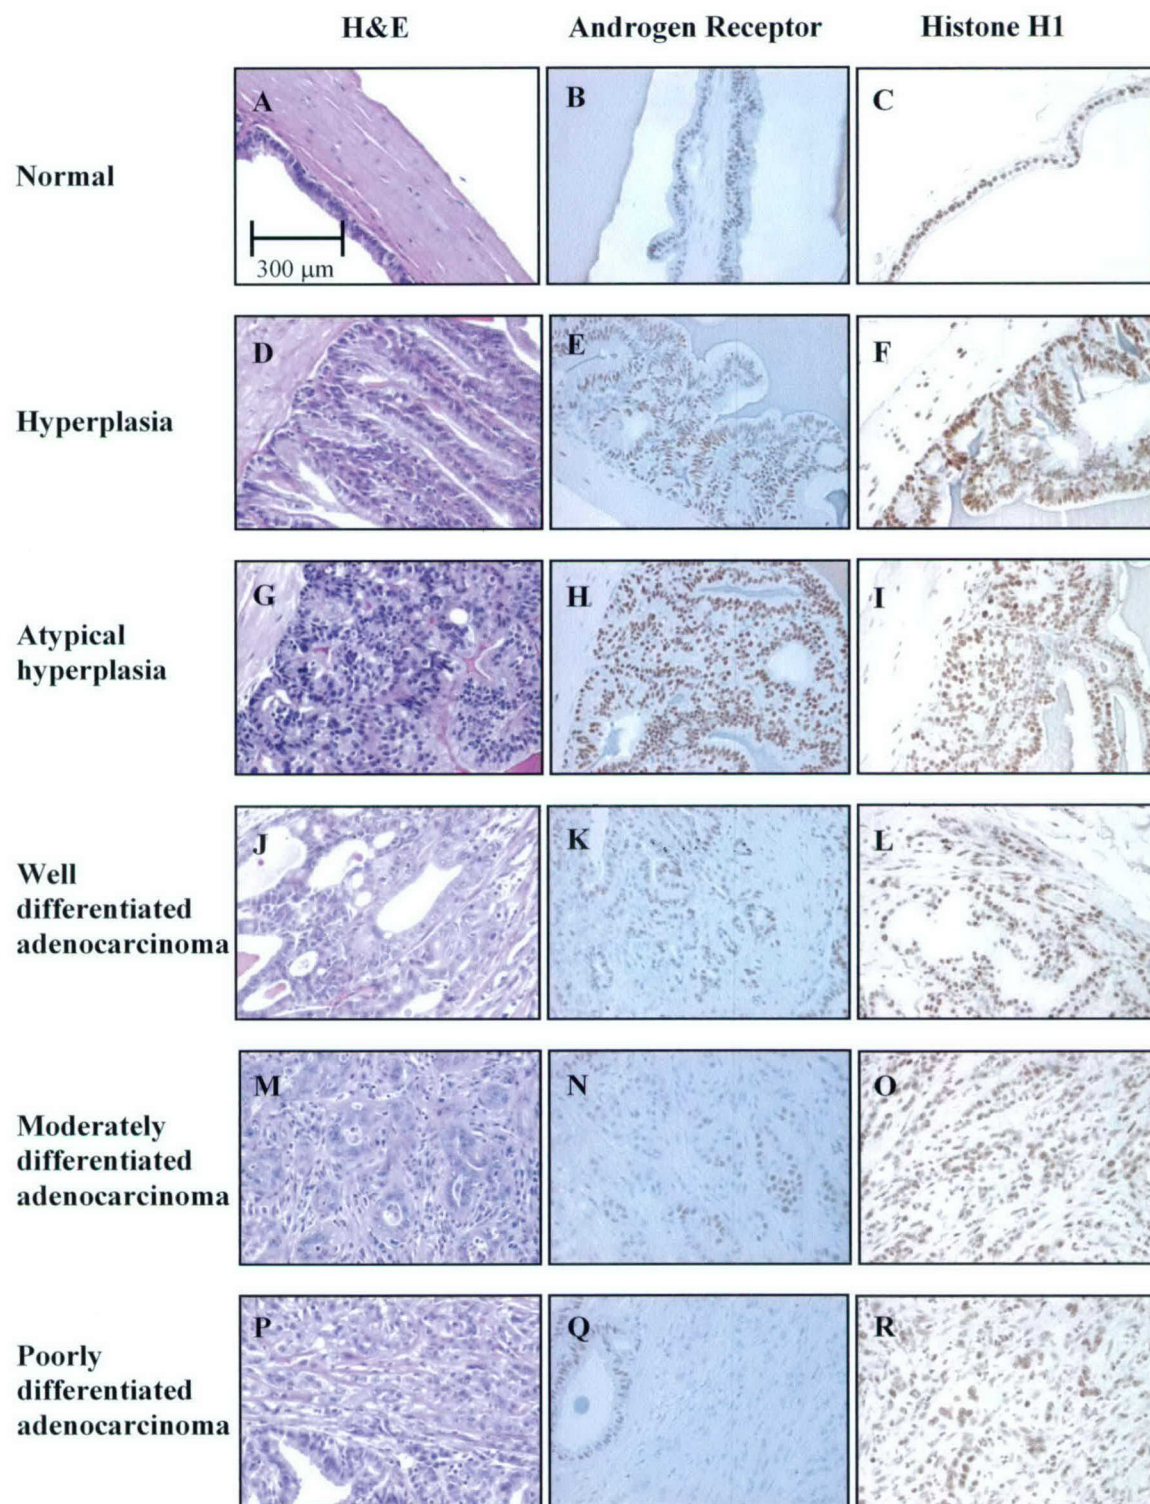 H&E Androgen Receptor Histone H1
Normal
A B C
300 μm
Hyperplasia
D E F
Atypical
hyperplasia
G H I
Well
differentiated
adenocarcinoma
J K L
Moderately
differentiated
adenocarcinoma
M N O
Poorly
differentiated
adenocarcinoma
P Q R